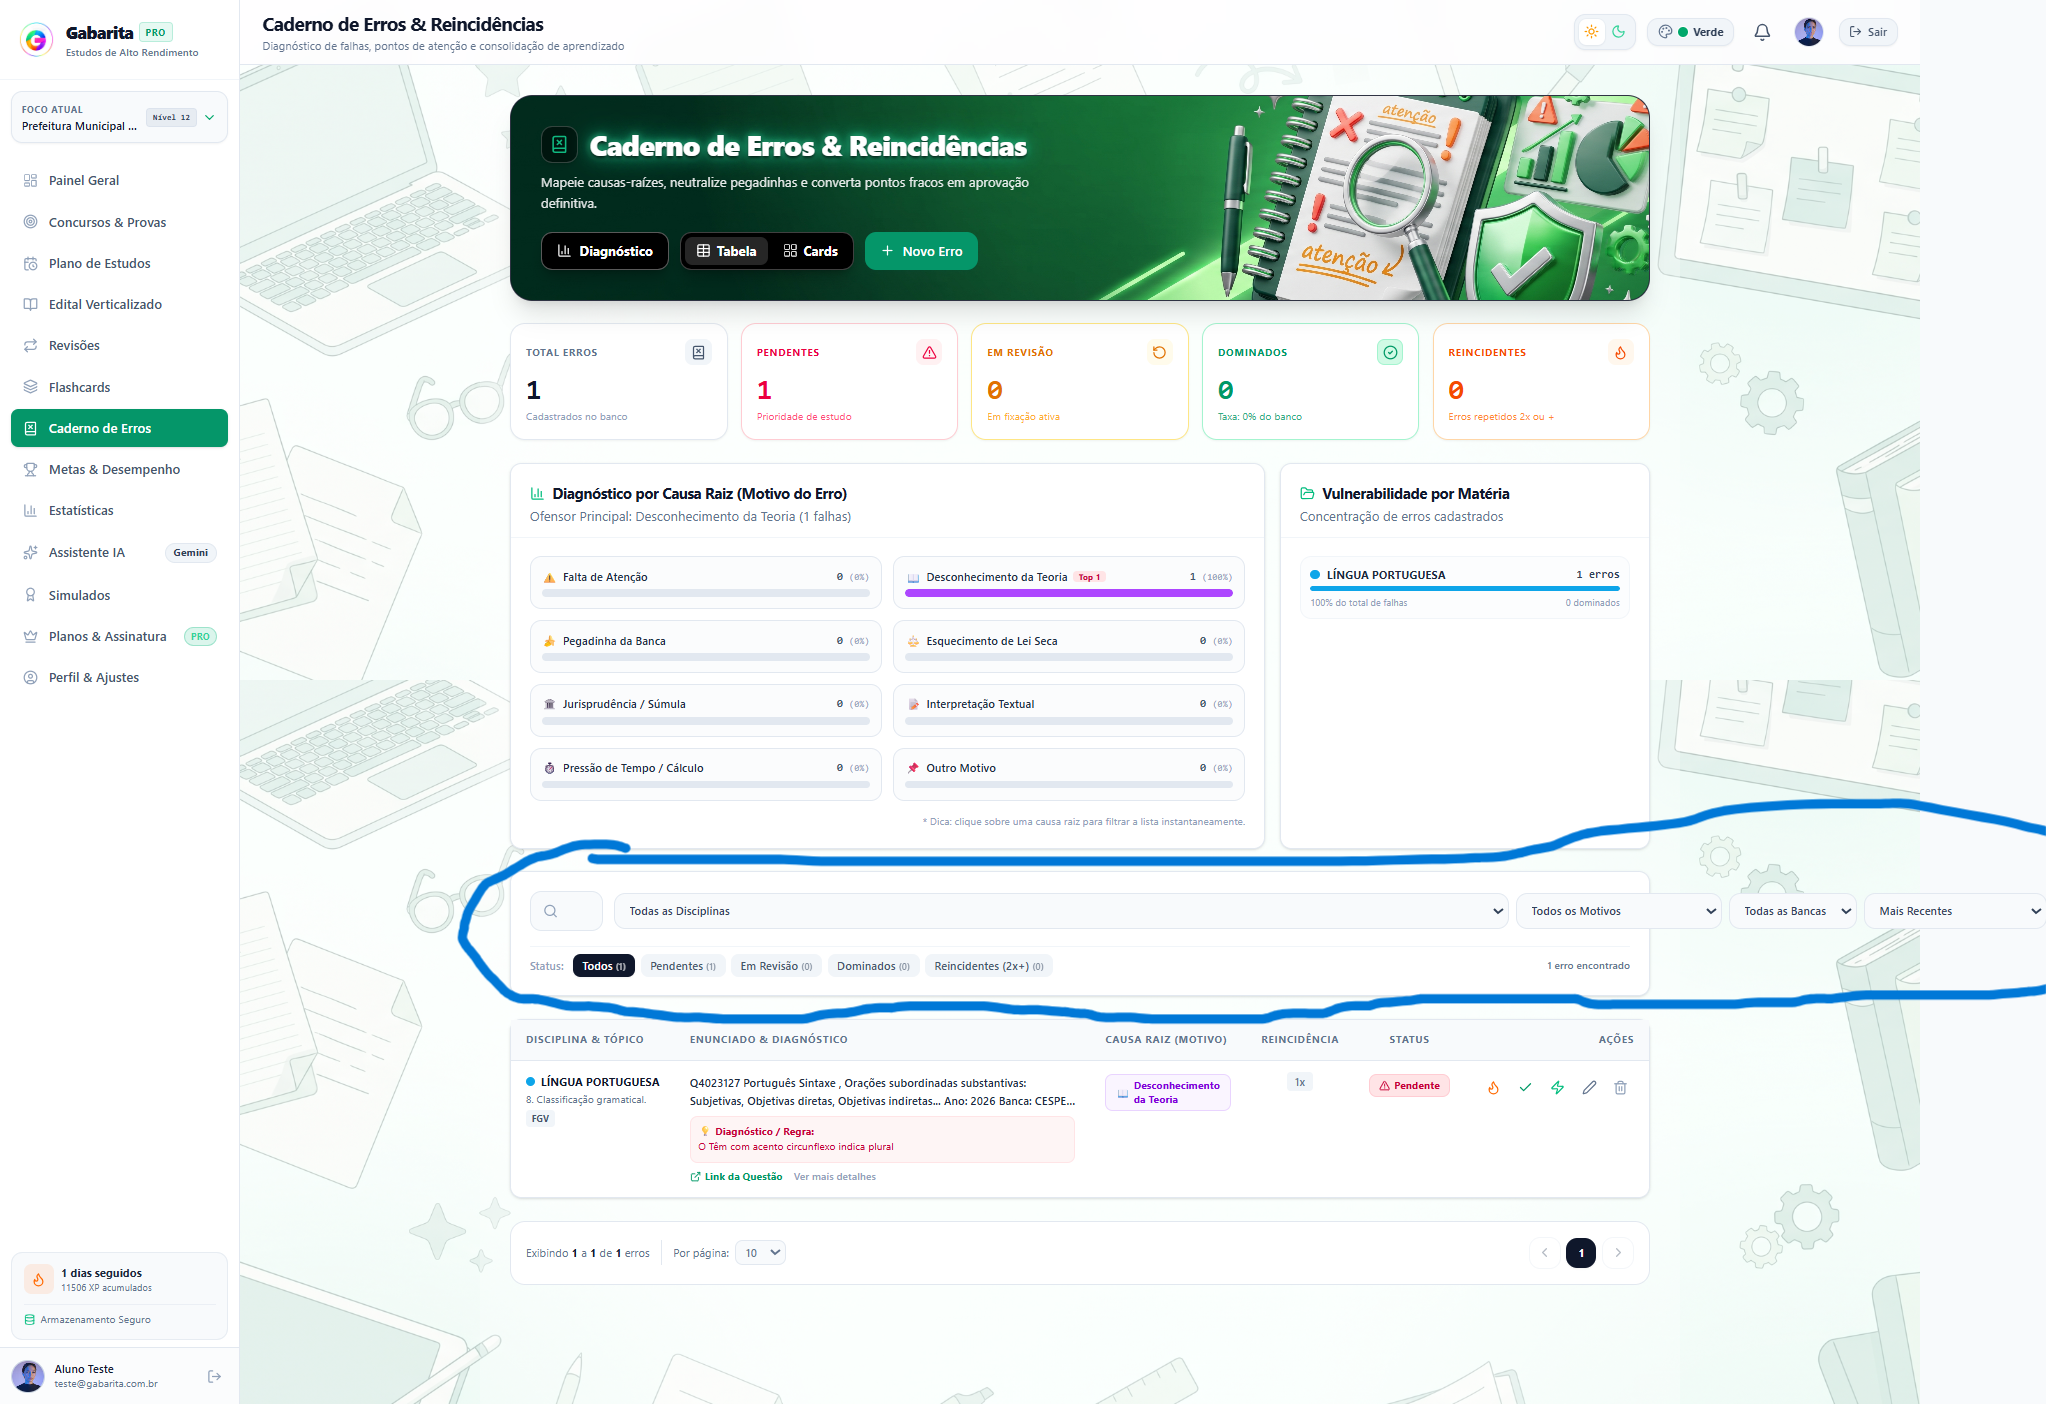 Gabarita PRO
Estudos de Alto Rendimento
FOCO ATUAL
Prefeitura Municipal ...
Nível 12
Painel Geral
Concursos & Provas
Plano de Estudos
Edital Verticalizado
Revisões
Flashcards
Caderno de Erros
Metas & Desempenho
Estatísticas
Assistente IA Gemini
Simulados
Planos & Assinatura PRO
Perfil & Ajustes
1 dias seguidos
11506 XP acumulados
Armazenamento Seguro
Aluno Teste
teste@gabarita.com.br
Caderno de Erros & Reincidências
Diagnóstico de falhas, pontos de atenção e consolidação de aprendizado
Verde
Sair
Caderno de Erros & Reincidências
Mapeie causas-raízes, neutralize pegadinhas e converta pontos fracos em aprovação
definitiva.
Diagnóstico Tabela Cards + Novo Erro
atenção
atenção
TOTAL ERROS
1
Cadastrados no banco
PENDENTES
1
Prioridade de estudo
EM REVISÃO
0
Em fixação ativa
DOMINADOS
0
Taxa: 0% do banco
REINCIDENTES
0
Erros repetidos 2x ou +
Diagnóstico por Causa Raiz (Motivo do Erro)
Ofensor Principal: Desconhecimento da Teoria (1 falhas)
Falta de Atenção 0 (0%)
Desconhecimento da Teoria Top 1 1 (100%)
Pegadinha da Banca 0 (0%)
Esquecimento de Lei Seca 0 (0%)
Jurisprudência / Súmula 0 (0%)
Interpretação Textual 0 (0%)
Pressão de Tempo / Cálculo 0 (0%)
Outro Motivo 0 (0%)
* Dica: clique sobre uma causa raiz para filtrar a lista instantaneamente.
Vulnerabilidade por Matéria
Concentração de erros cadastrados
LÍNGUA PORTUGUESA 1 erros
100% do total de falhas 0 dominados
Todas as Disciplinas Todos os Motivos Todas as Bancas Mais Recentes
Status: Todos (1) Pendentes (1) Em Revisão (0) Dominados (0) Reincidentes (2x+) (0) 1 erro encontrado
DISCIPLINA & TÓPICO ENUNCIADO & DIAGNÓSTICO CAUSA RAIZ (MOTIVO) REINCIDÊNCIA STATUS AÇÕES
LÍNGUA PORTUGUESA
8. Classificação gramatical.
FGV
Q4023127 Português Sintaxe , Orações subordinadas substantivas:
Subjetivas, Objetivas diretas, Objetivas indiretas... Ano: 2026 Banca: CESPE...
Diagnóstico / Regra:
O Têm com acento circunflexo indica plural
Link da Questão Ver mais detalhes
Desconhecimento
da Teoria
1x
Pendente
Exibindo 1 a 1 de 1 erros Por página: 10
1